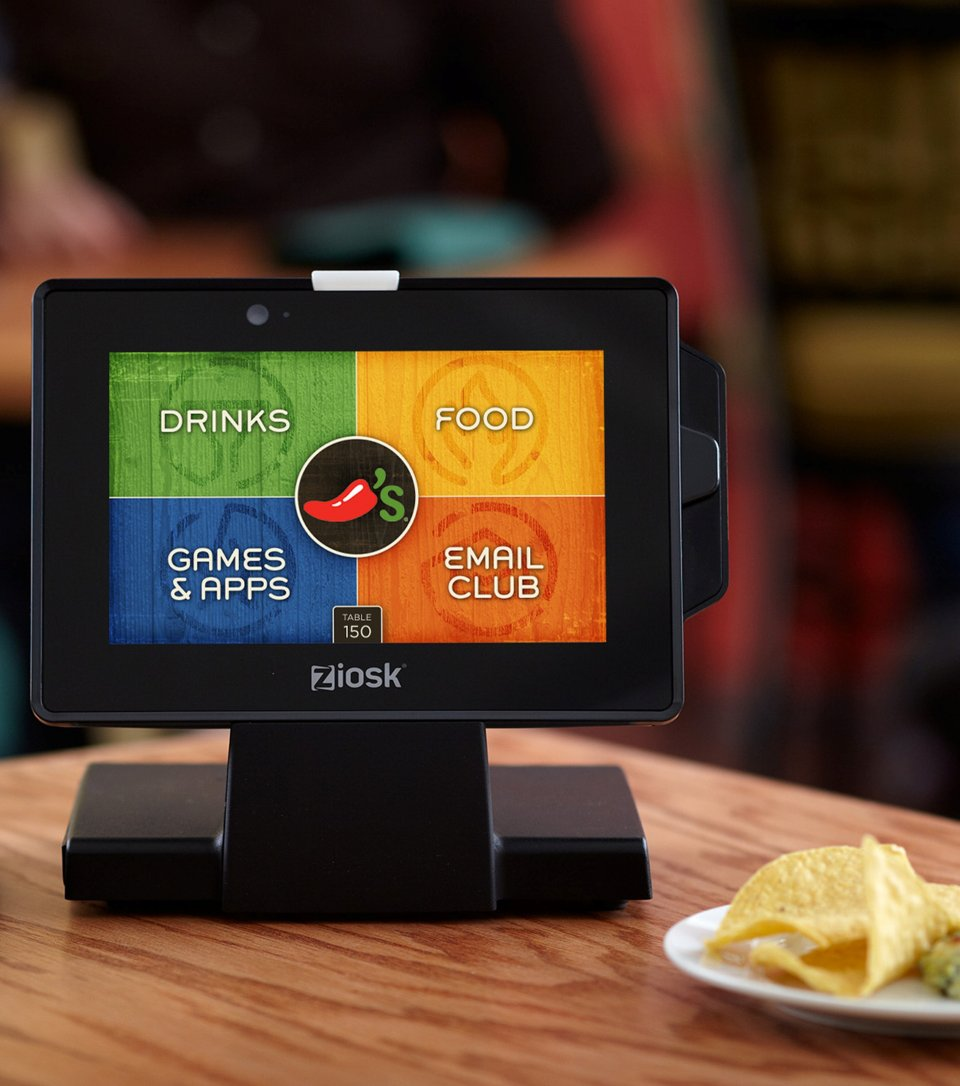 DRINKS
FOOD
's
GAMES
& APPS
EMAIL
CLUB
TABLE
150
Ziosk